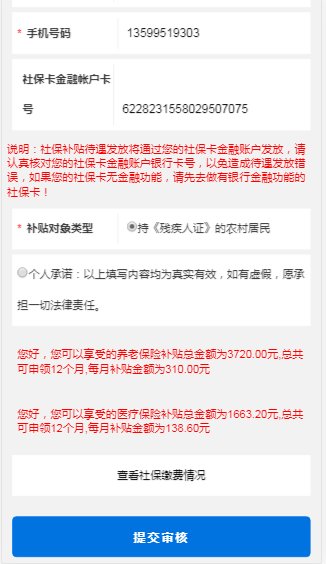 * 手机号码 13599519303
社保卡金融帐户卡
号 6228231558029507075
说明：社保补贴待遇发放将通过您的社保卡金融账户发放，请
认真核对您的社保卡金融账户银行卡号，以免造成待遇发放错
误，如果您的社保卡无金融功能，请先去做有银行金融功能的
社保卡！
* 补贴对象类型 持《残疾人证》的农村居民
个人承诺：以上填写内容均为真实有效，如有虚假，愿承
担一切法律责任。
您好，您可以享受的养老保险补贴总金额为3720.00元,总共
可申领12个月,每月补贴金额为310.00元
您好，您可以享受的医疗保险补贴总金额为1663.20元,总共
可申领12个月,每月补贴金额为138.60元
查看社保缴费情况
提交审核